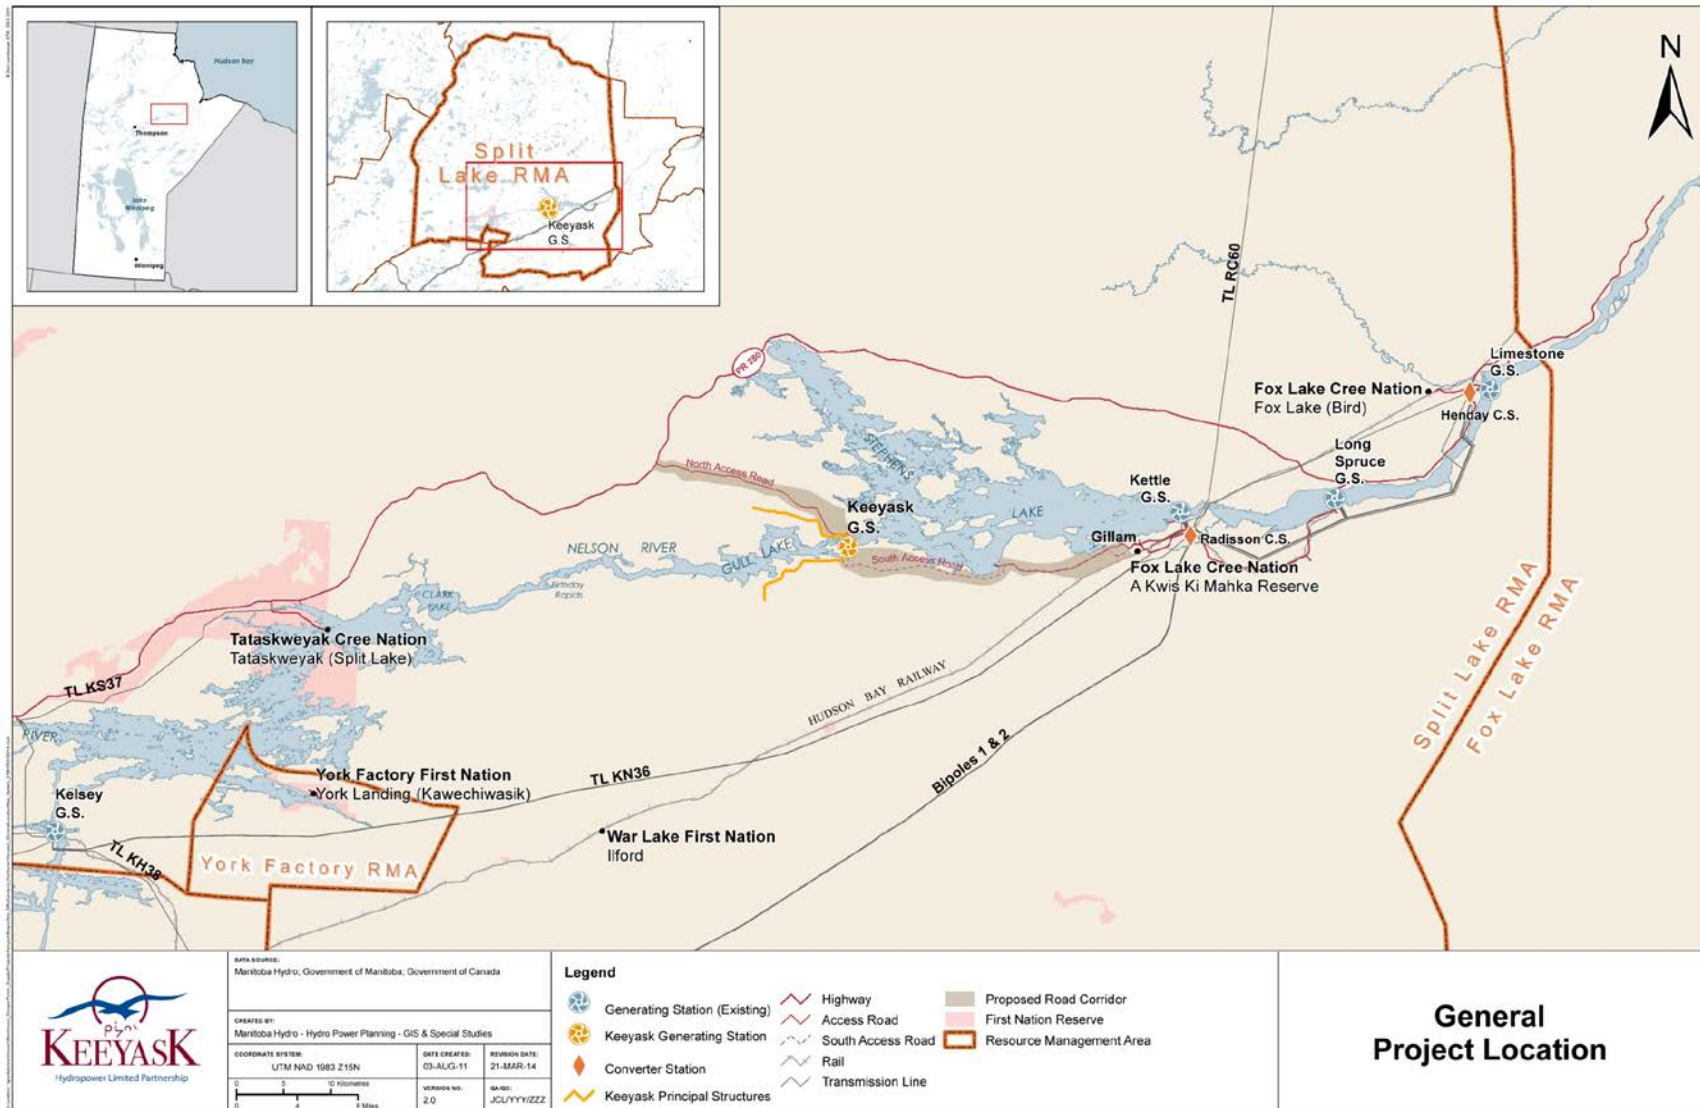 Hudson Bay
Thompson
Lake
Winnipeg
Winnipeg
Split
Lake RMA
Keeyask
G.S.
N
TL RC60
PR 280
Limestone
G.S.
Fox Lake Cree Nation
Fox Lake (Bird)
Henday C.S.
Long
Spruce
G.S.
STEPHENS
LAKE
North Access Road
Kettle
G.S.
Keeyask
G.S.
Gillam
Radisson C.S.
NELSON RIVER
GULL LAKE
South Access Road
Fox Lake Cree Nation
A Kwis Ki Mahka Reserve
Birthday
Rapids
CLARK
LAKE
Tataskweyak Cree Nation
Tataskweyak (Split Lake)
TL KS37
RIVER
HUDSON BAY RAILWAY
Split Lake RMA
Fox Lake RMA
Bipoles 1 & 2
York Factory First Nation
York Landing (Kawechiwasik)
TL KN36
Kelsey
G.S.
War Lake First Nation
Ilford
TL KH38
York Factory RMA
KEEYASK
Hydropower Limited Partnership
DATA SOURCE:
Manitoba Hydro; Government of Manitoba; Government of Canada
CREATED BY:
Manitoba Hydro - Hydro Power Planning - GIS & Special Studies
COORDINATE SYSTEM:
UTM NAD 1983 Z15N
DATE CREATED:
03-AUG-11
REVISION DATE:
21-MAR-14
0 5 10 Kilometres
0 4 8 Miles
VERSION NO:
2.0
QA/QC:
JCL/YYY/ZZZ
Legend
Generating Station (Existing)
Keeyask Generating Station
Converter Station
Keeyask Principal Structures
Highway
Access Road
South Access Road
Rail
Transmission Line
Proposed Road Corridor
First Nation Reserve
Resource Management Area
General
Project Location